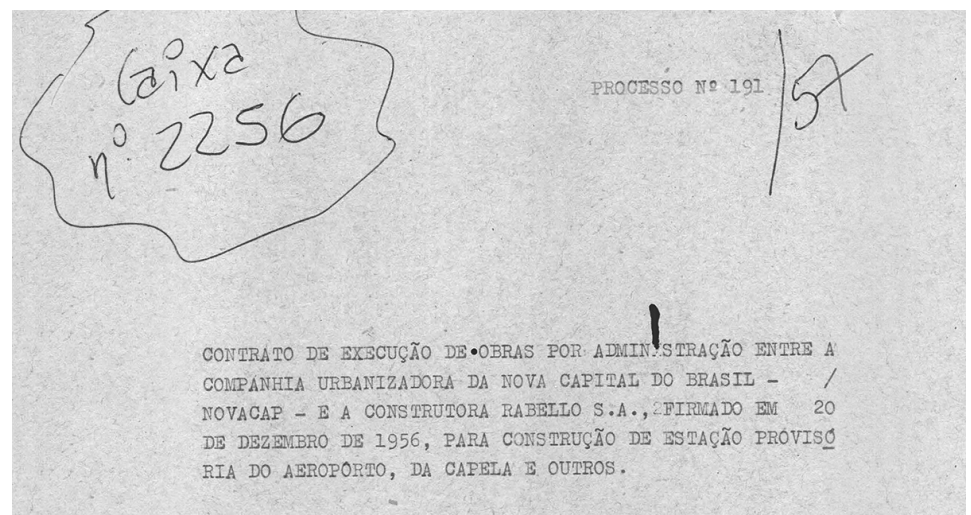 Caixa
nº 2256
PROCESSO Nº 191/57
CONTRATO DE EXECUÇÃO DE OBRAS POR ADMINISTRAÇÃO ENTRE A
COMPANHIA URBANIZADORA DA NOVA CAPITAL DO BRASIL - /
NOVACAP - E A CONSTRUTORA RABELLO S.A., FIRMADO EM 20
DE DEZEMBRO DE 1956, PARA CONSTRUÇÃO DE ESTAÇÃO PROVISÓ
RIA DO AEROPÔRTO, DA CAPELA E OUTROS.